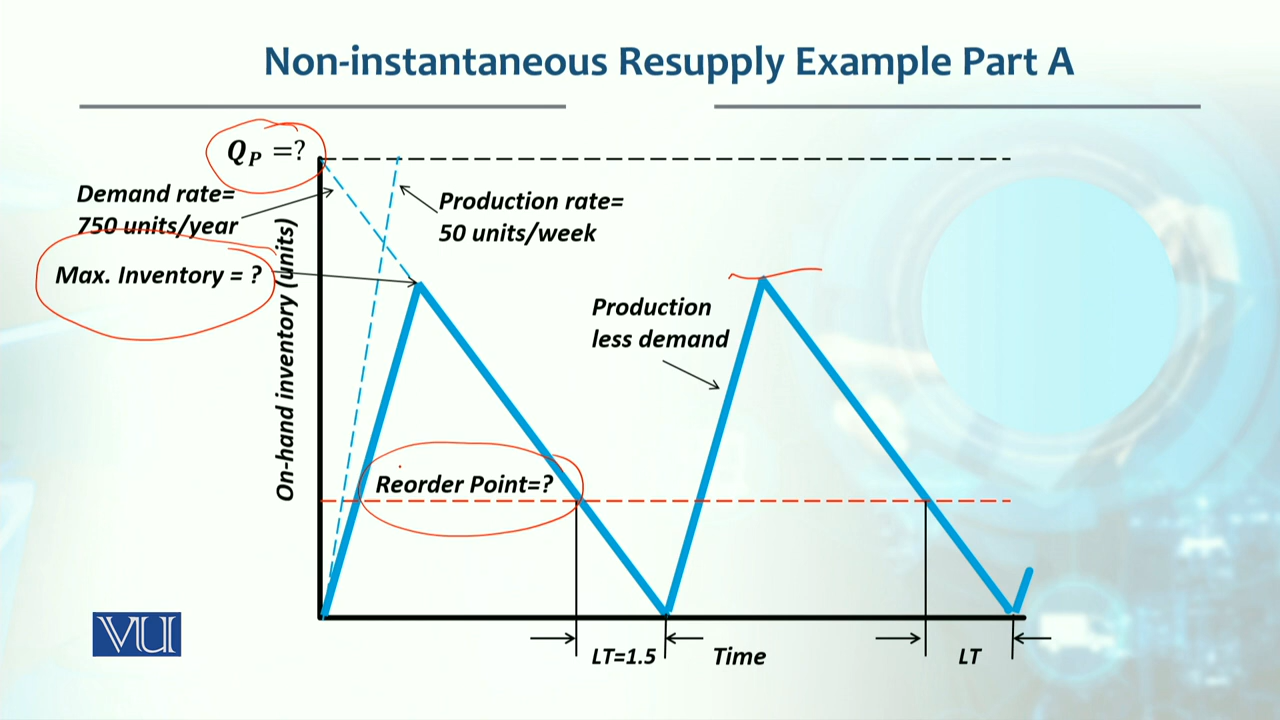 Non-instantaneous Resupply Example Part A
Q_P =?
Demand rate=
750 units/year
Production rate=
50 units/week
Max. Inventory = ?
On-hand inventory (units)
Production
less demand
Reorder Point=?
LT=1.5
Time
LT
VU